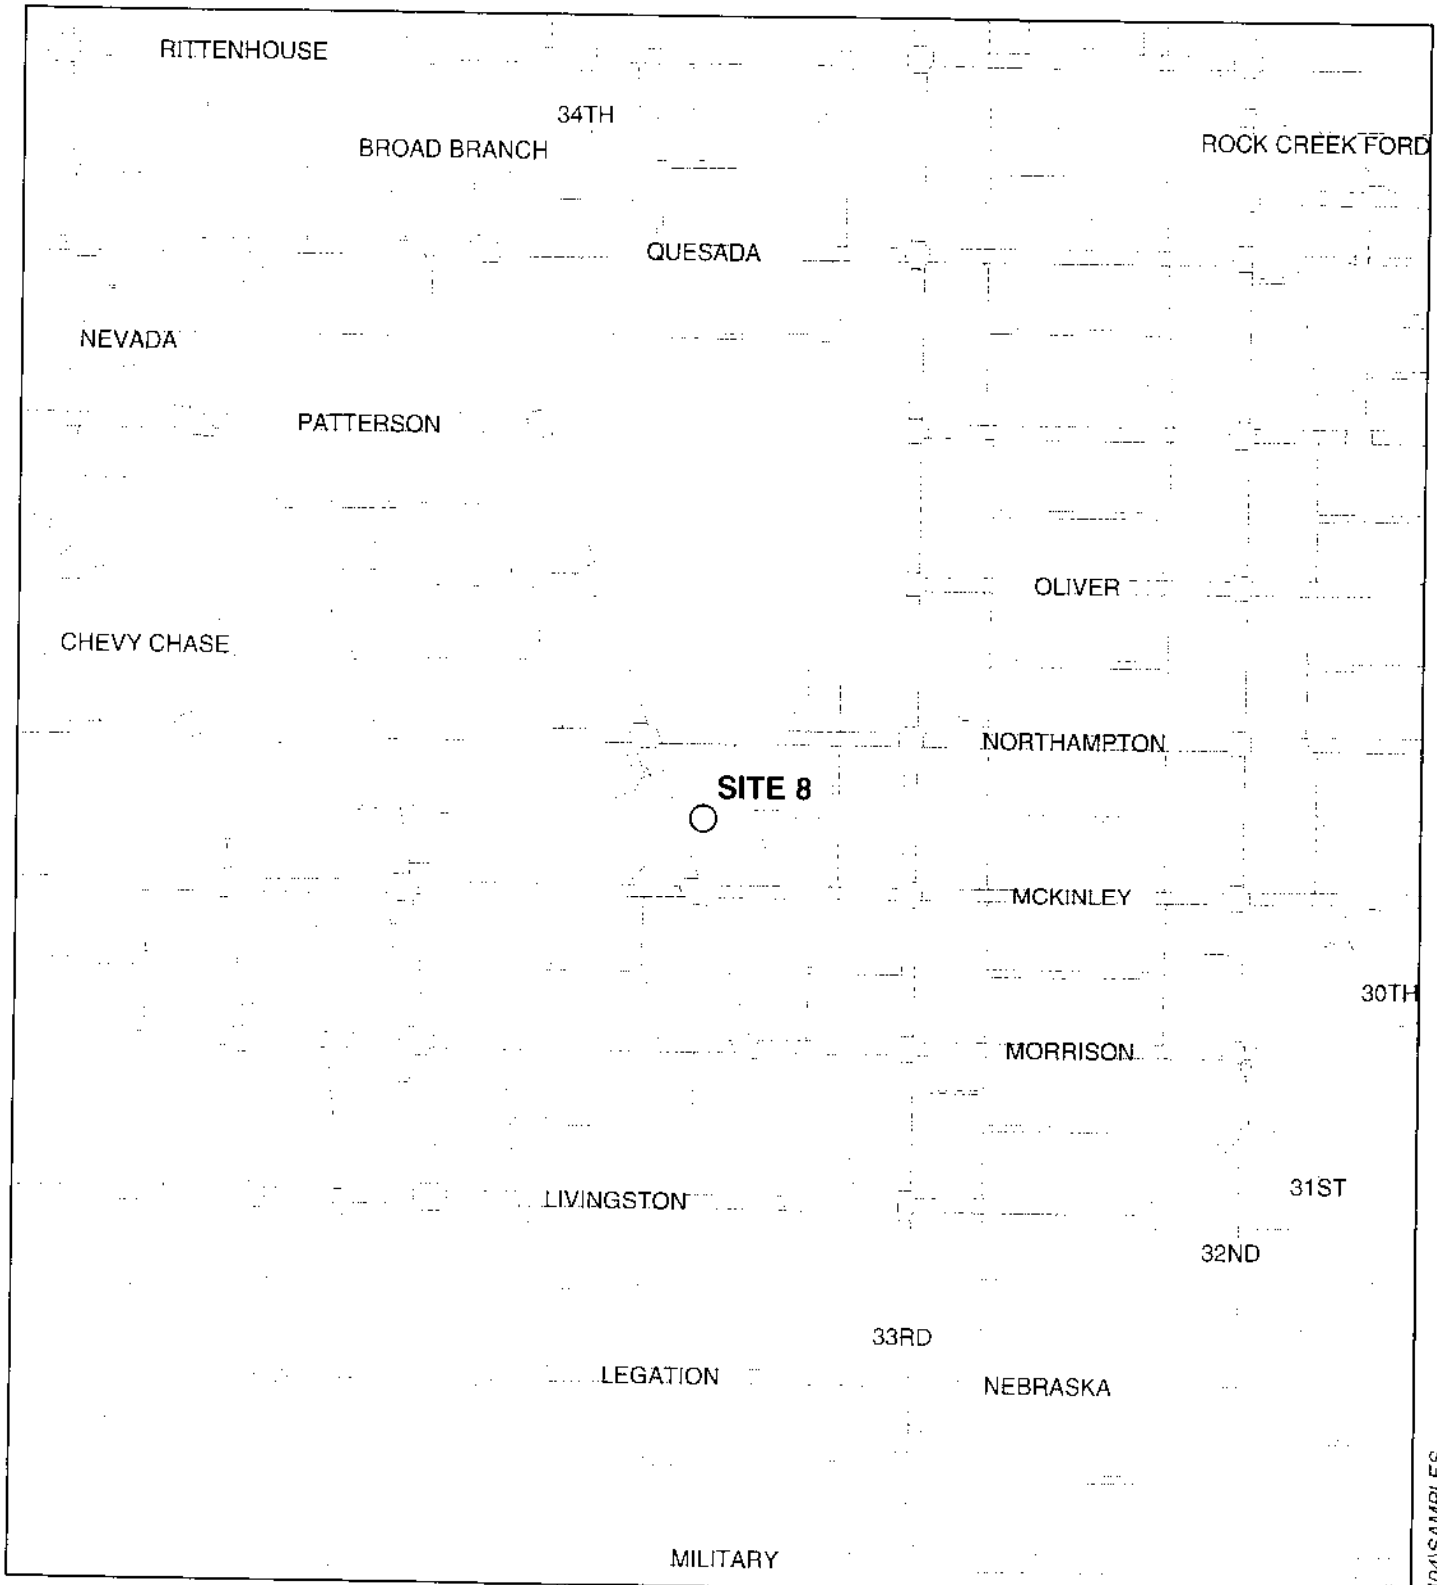 RITTENHOUSE
34TH
BROAD BRANCH
ROCK CREEK FORD
QUESADA
NEVADA
PATTERSON
OLIVER
CHEVY CHASE
NORTHAMPTON
SITE 8
MCKINLEY
30TH
MORRISON
31ST
LIVINGSTON
32ND
33RD
LEGATION
NEBRASKA
MILITARY